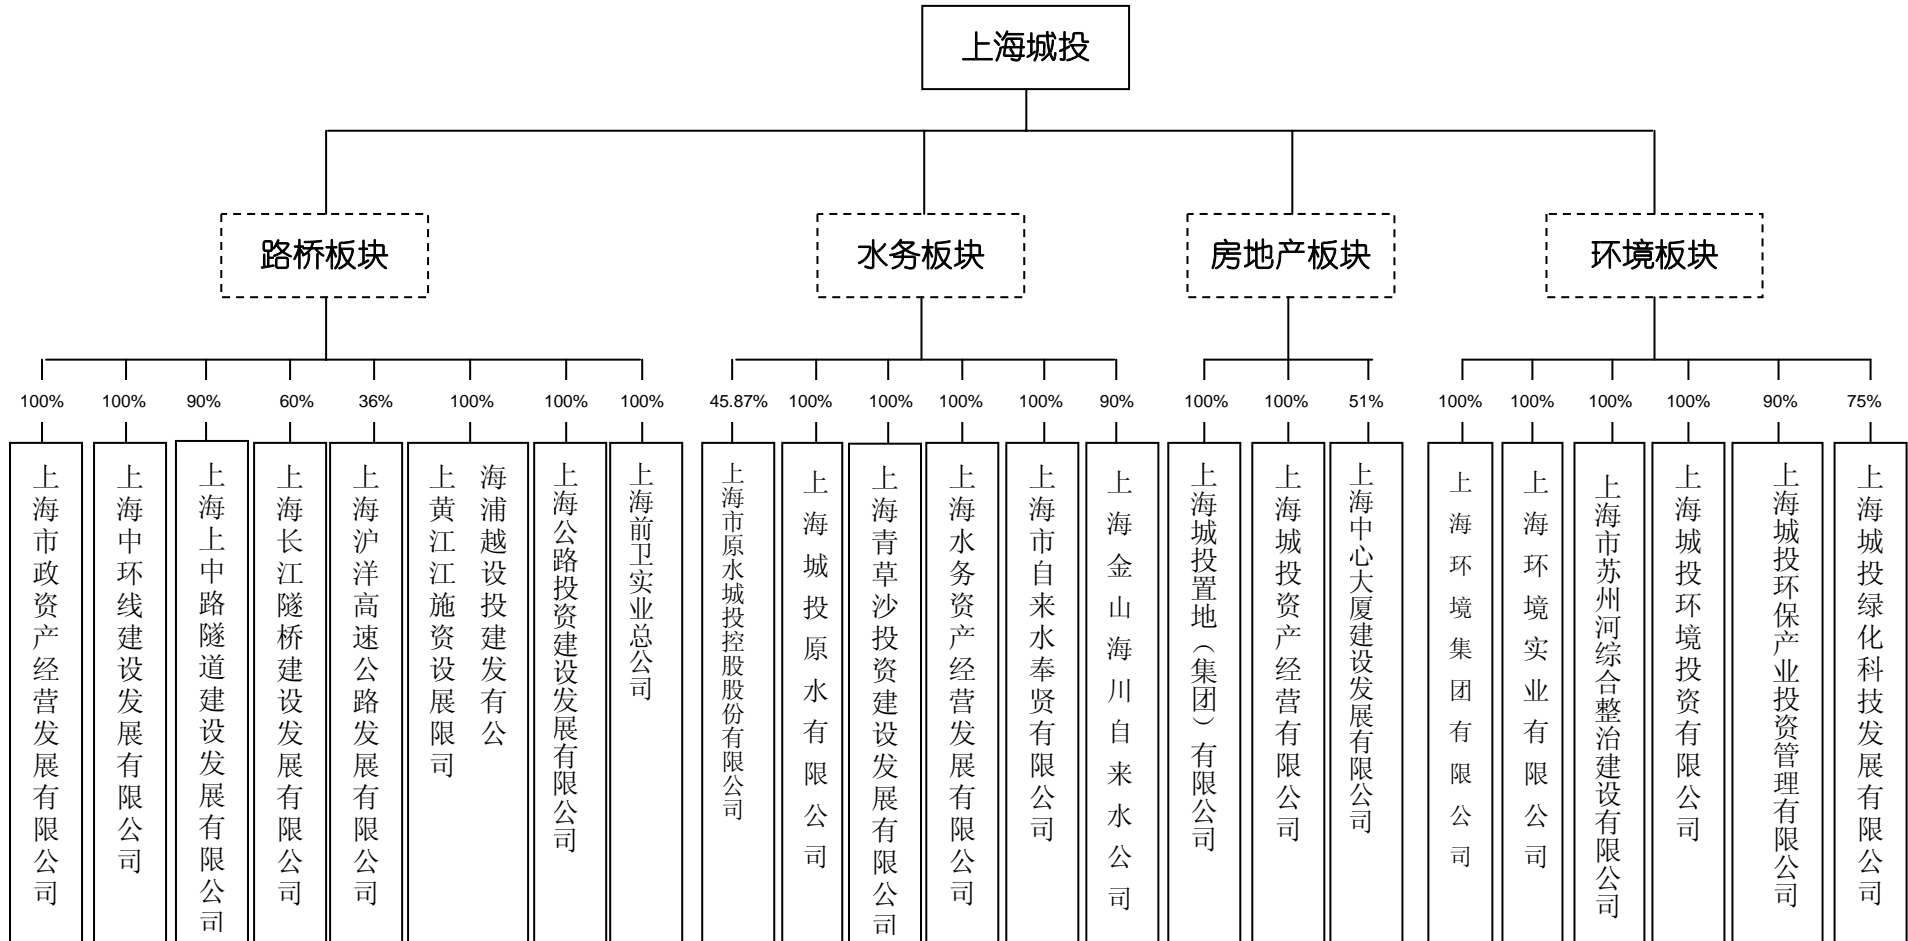 上海城投
路桥板块
水务板块
房地产板块
环境板块
100%
100%
90%
60%
36%
100%
100%
100%
45.87%
100%
100%
100%
100%
90%
100%
100%
51%
100%
100%
100%
100%
90%
75%
上海市政资产经营发展有限公司
上海中环线建设发展有限公司
上海上中路隧道建设发展有限公司
上海长江隧桥建设发展有限公司
上海沪洋高速公路发展有限公司
上黄江江施资设展限司
海浦越设投建发有公
上海公路投资建设发展有限公司
上海前卫实业总公司
上海市原水城投控股股份有限公司
上海城投原水有限公司
上海青草沙投资建设发展有限公司
上海水务资产经营发展有限公司
上海市自来水奉贤有限公司
上海金山海川自来水公司
上海城投置地（集团）有限公司
上海城投资产经营有限公司
上海中心大厦建设发展有限公司
上海环境集团有限公司
上海环境实业有限公司
上海市苏州河综合整治建设有限公司
上海城投环境投资有限公司
上海城投环保产业投资管理有限公司
上海城投绿化科技发展有限公司